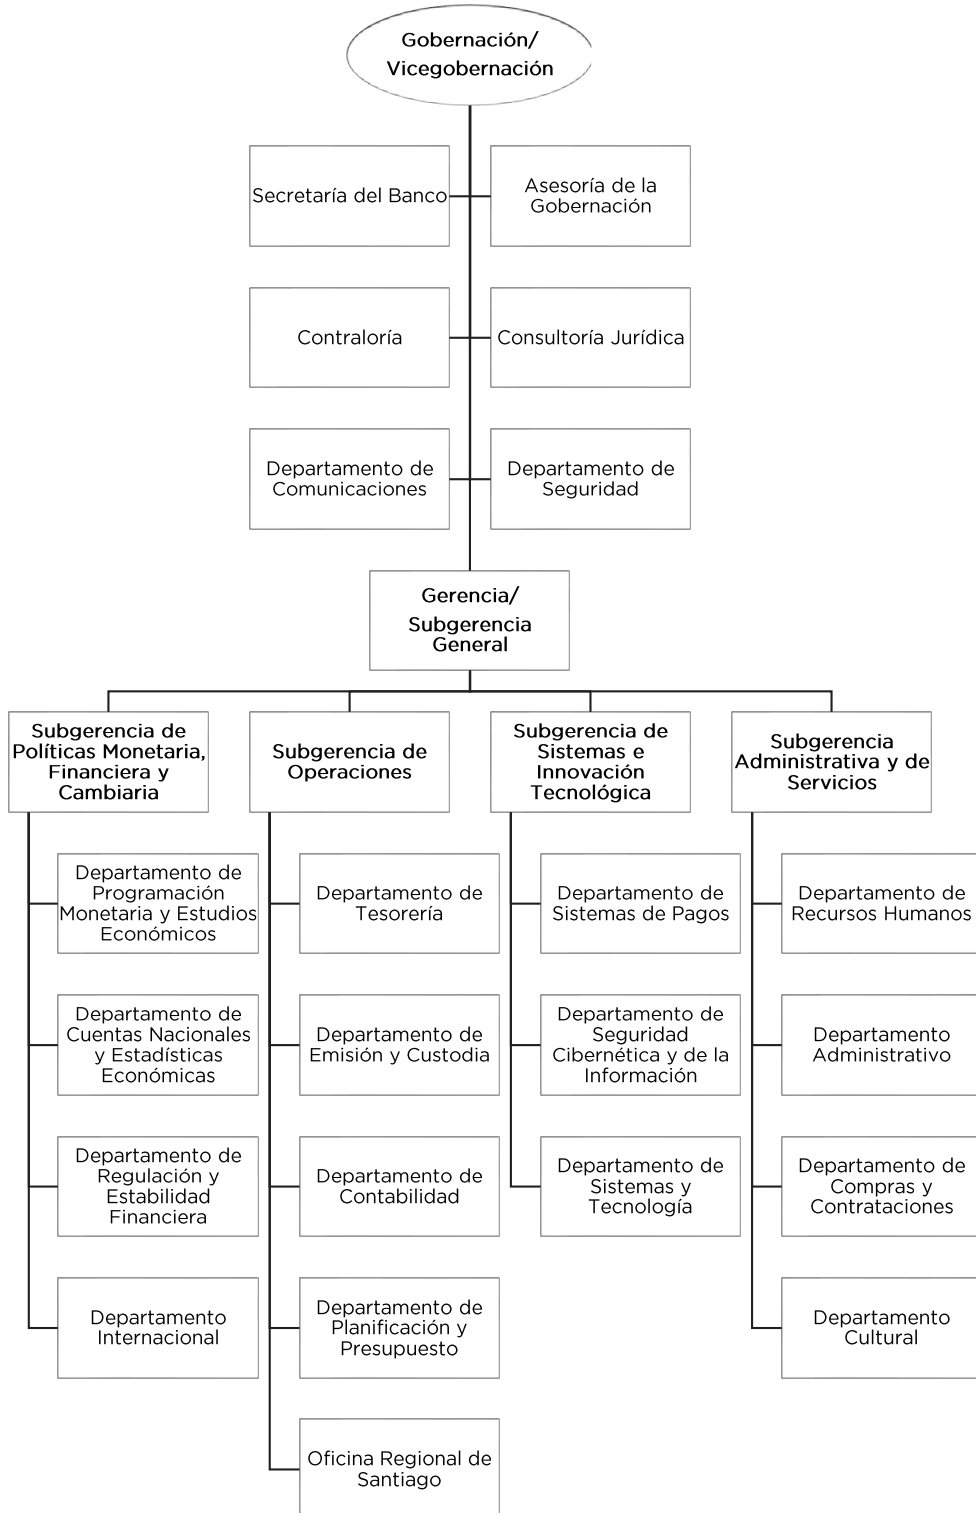 Gobernación/
Vicegobernación
Secretaría del Banco
Asesoría de la
Gobernación
Contraloría
Consultoría Jurídica
Departamento de
Comunicaciones
Departamento de
Seguridad
Gerencia/
Subgerencia
General
Subgerencia de
Políticas Monetaria,
Financiera y
Cambiaria
Departamento de
Programación
Monetaria y Estudios
Económicos
Departamento de
Cuentas Nacionales
y Estadísticas
Económicas
Departamento de
Regulación y
Estabilidad
Financiera
Departamento
Internacional
Subgerencia de
Operaciones
Departamento de
Tesorería
Departamento de
Emisión y Custodia
Departamento de
Contabilidad
Departamento de
Planificación y
Presupuesto
Oficina Regional de
Santiago
Subgerencia de
Sistemas e
Innovación
Tecnológica
Departamento de
Sistemas de Pagos
Departamento de
Seguridad
Cibernética y de la
Información
Departamento de
Sistemas y
Tecnología
Subgerencia
Administrativa y de
Servicios
Departamento de
Recursos Humanos
Departamento
Administrativo
Departamento de
Compras y
Contrataciones
Departamento
Cultural